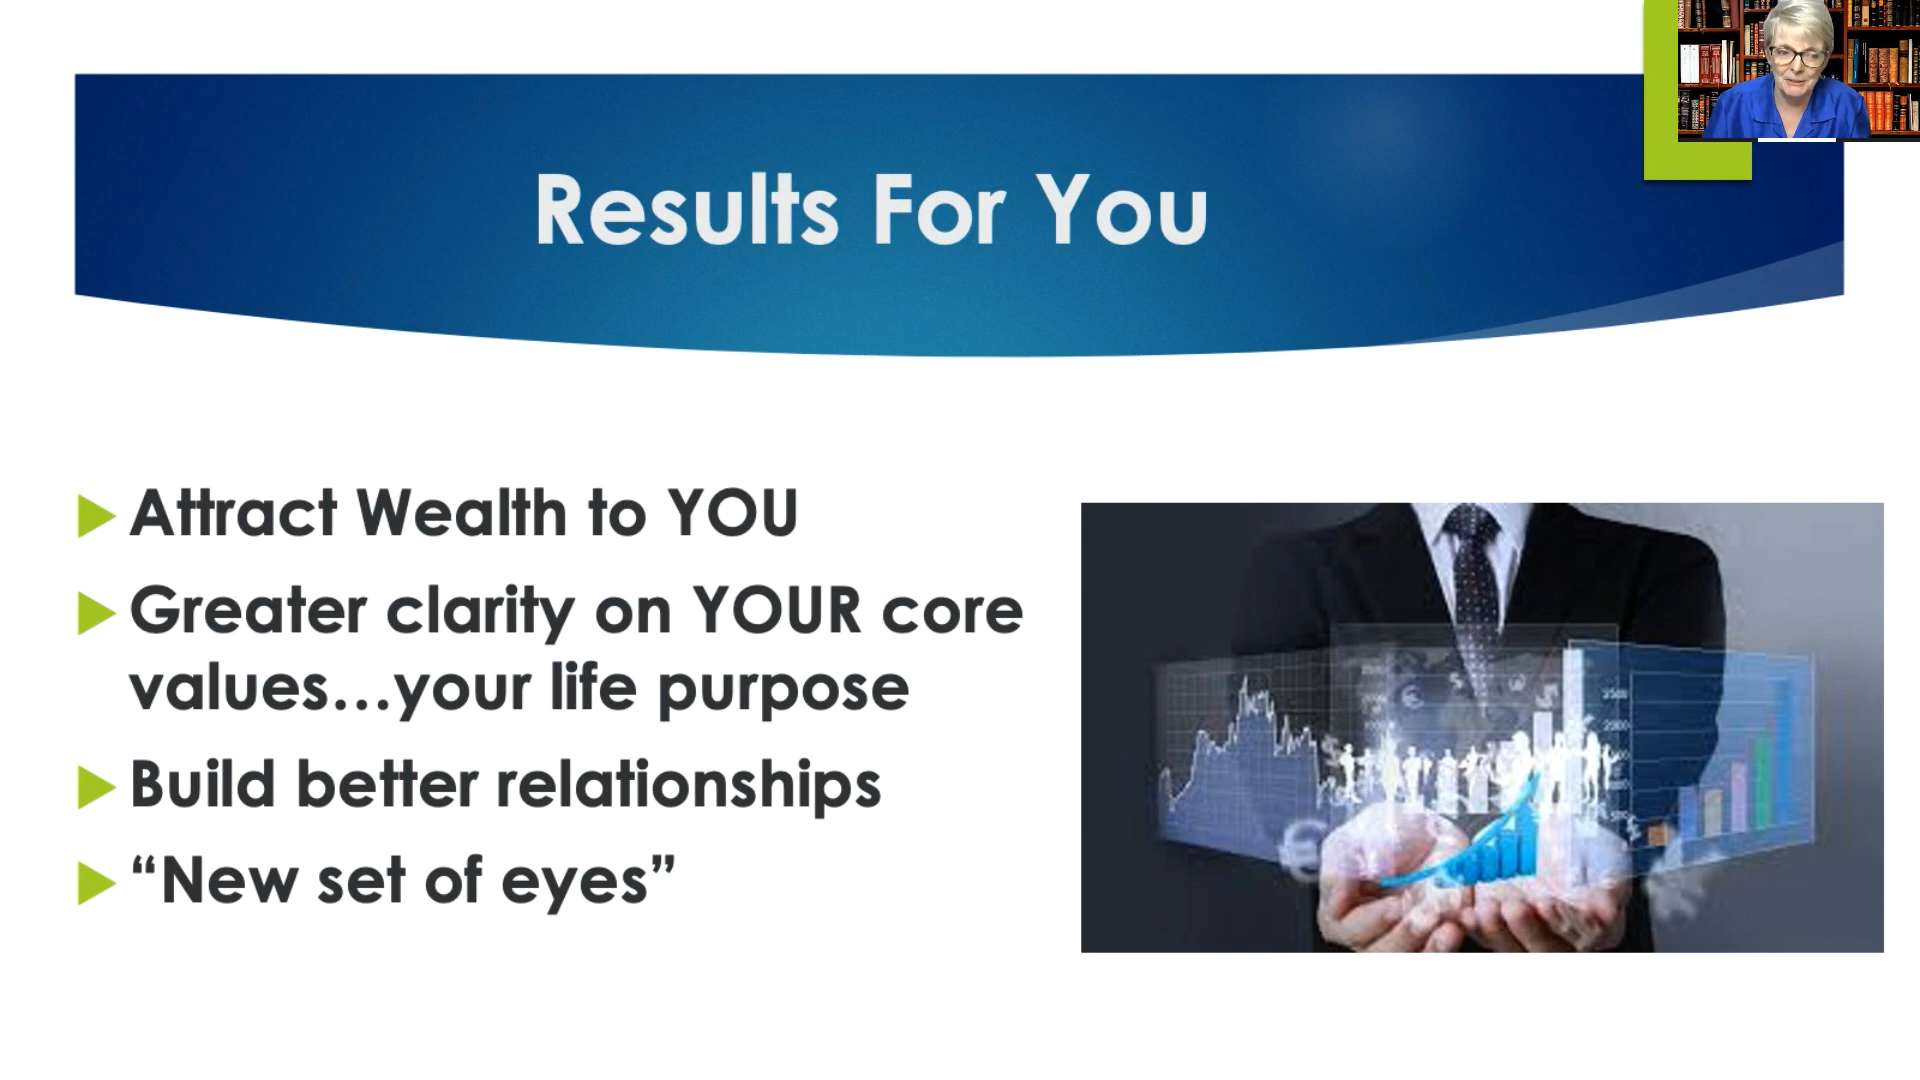 Results For You
Attract Wealth to YOU
Greater clarity on YOUR core
values…your life purpose
Build better relationships
“New set of eyes”